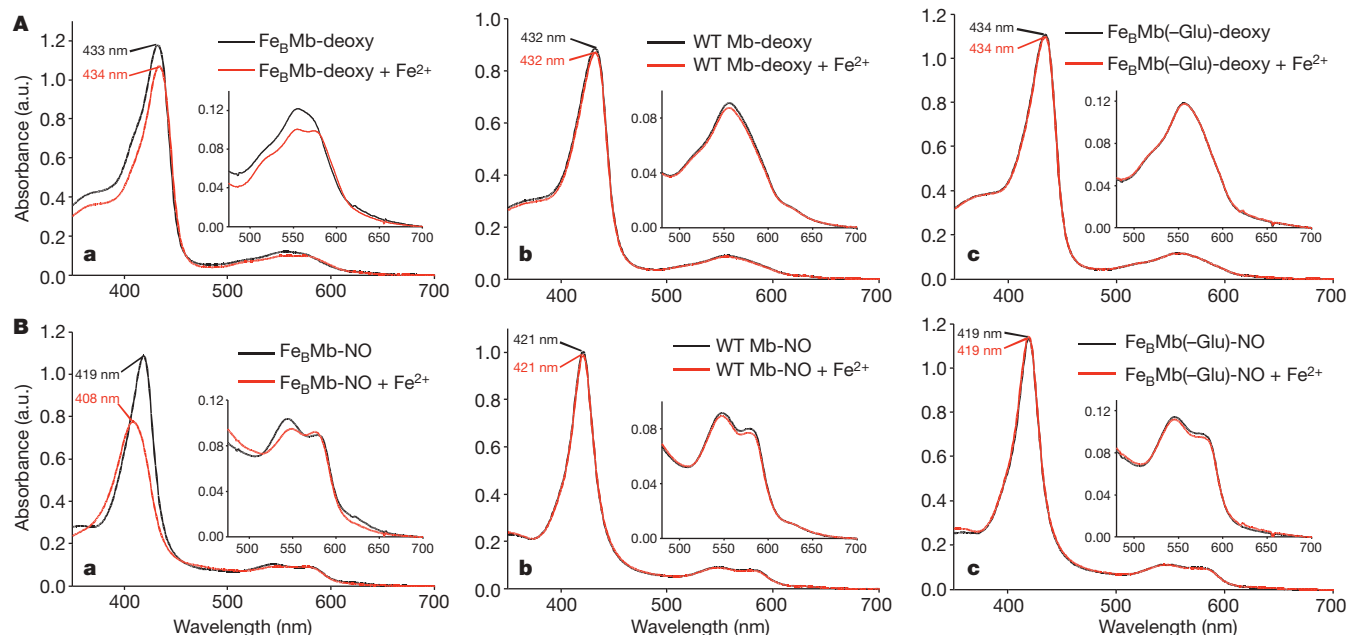 A
Absorbance (a.u.)
1.2
1.0
0.8
0.6
0.4
0.2
0.0
433 nm
434 nm
Fe_BMb-deoxy
Fe_BMb-deoxy + Fe²⁺
0.12
0.08
0.04
0.00
500 550 600 650 700
a
400 500 600 700
1.0
0.8
0.6
0.4
0.2
0.0
432 nm
432 nm
WT Mb-deoxy
WT Mb-deoxy + Fe²⁺
0.08
0.04
0.00
500 550 600 650 700
b
400 500 600 700
1.2
1.0
0.8
0.6
0.4
0.2
0.0
434 nm
434 nm
Fe_BMb(–Glu)-deoxy
Fe_BMb(–Glu)-deoxy + Fe²⁺
0.12
0.08
0.04
0.00
500 550 600 650 700
c
400 500 600 700
B
Absorbance (a.u.)
1.2
1.0
0.8
0.6
0.4
0.2
0.0
419 nm
408 nm
Fe_BMb-NO
Fe_BMb-NO + Fe²⁺
0.12
0.08
0.04
0.00
500 550 600 650 700
a
400 500 600 700
Wavelength (nm)
1.0
0.8
0.6
0.4
0.2
0.0
421 nm
421 nm
WT Mb-NO
WT Mb-NO + Fe²⁺
0.08
0.04
0.00
500 550 600 650 700
b
400 500 600 700
Wavelength (nm)
1.2
1.0
0.8
0.6
0.4
0.2
0.0
419 nm
419 nm
Fe_BMb(–Glu)-NO
Fe_BMb(–Glu)-NO + Fe²⁺
0.12
0.08
0.04
0.00
500 550 600 650 700
c
400 500 600 700
Wavelength (nm)